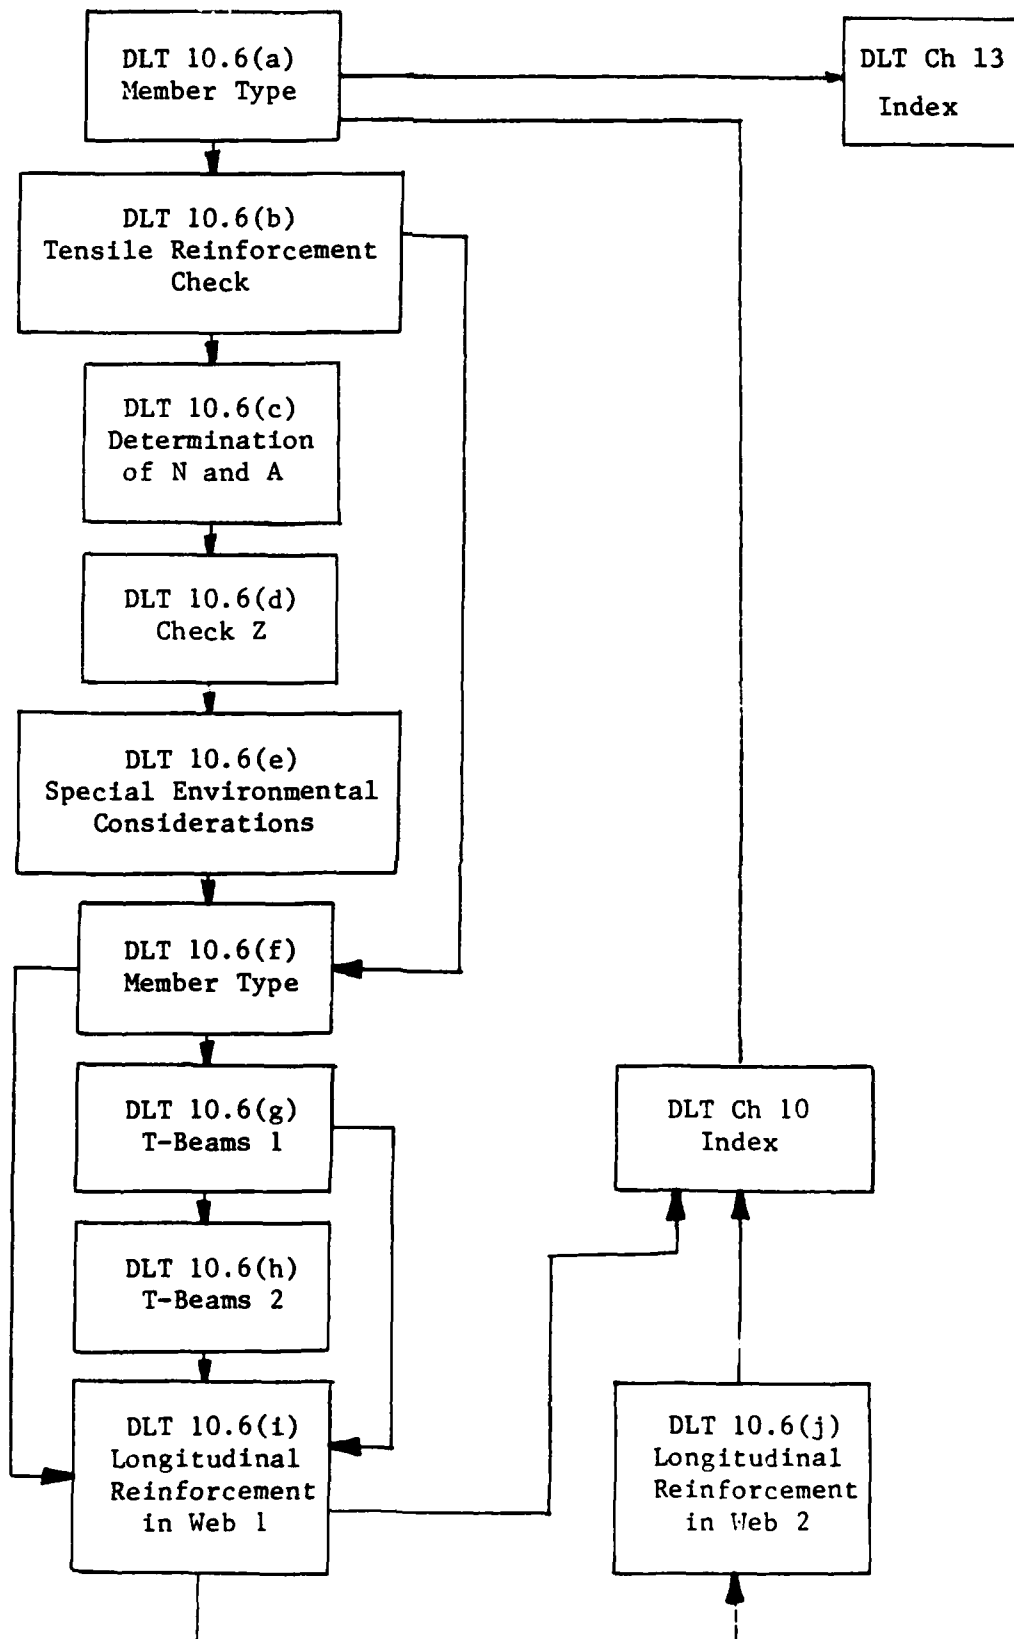 DLT 10.6(a)
Member Type
DLT Ch 13
Index
DLT 10.6(b)
Tensile Reinforcement
Check
DLT 10.6(c)
Determination
of N and A
DLT 10.6(d)
Check Z
DLT 10.6(e)
Special Environmental
Considerations
DLT 10.6(f)
Member Type
DLT 10.6(g)
T-Beams 1
DLT Ch 10
Index
DLT 10.6(h)
T-Beams 2
DLT 10.6(i)
Longitudinal
Reinforcement
in Web 1
DLT 10.6(j)
Longitudinal
Reinforcement
in Web 2